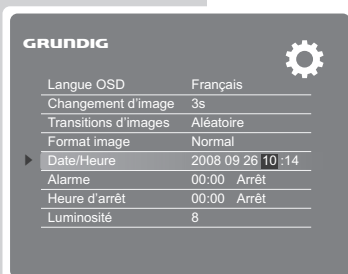 GRUNDIG
Langue OSD Français
Changement d'image 3s
Transitions d'images Aléatoire
Format image Normal
Date/Heure 2008 09 26 10 :14
Alarme 00:00 Arrêt
Heure d'arrêt 00:00 Arrêt
Luminosité 8